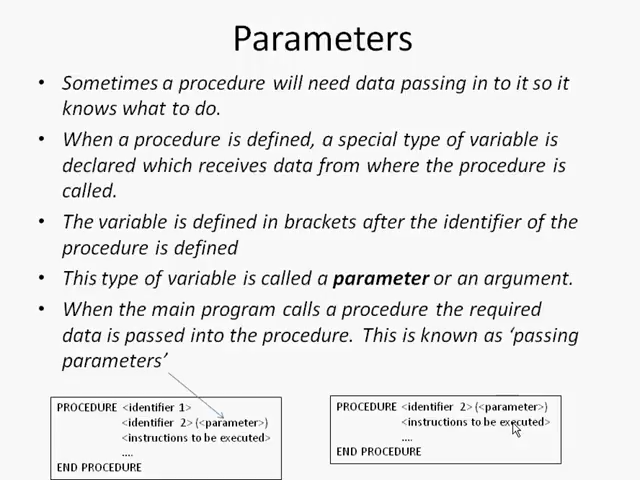 Parameters
• Sometimes a procedure will need data passing in to it so it
knows what to do.
• When a procedure is defined, a special type of variable is
declared which receives data from where the procedure is
called.
• The variable is defined in brackets after the identifier of the
procedure is defined
• This type of variable is called a parameter or an argument.
• When the main program calls a procedure the required
data is passed into the procedure. This is known as ‘passing
parameters’
PROCEDURE <identifier 1>
<identifier 2> (<parameter>)
<instructions to be executed>
....
END PROCEDURE
PROCEDURE <identifier 2> (<parameter>)
<instructions to be executed>
....
END PROCEDURE